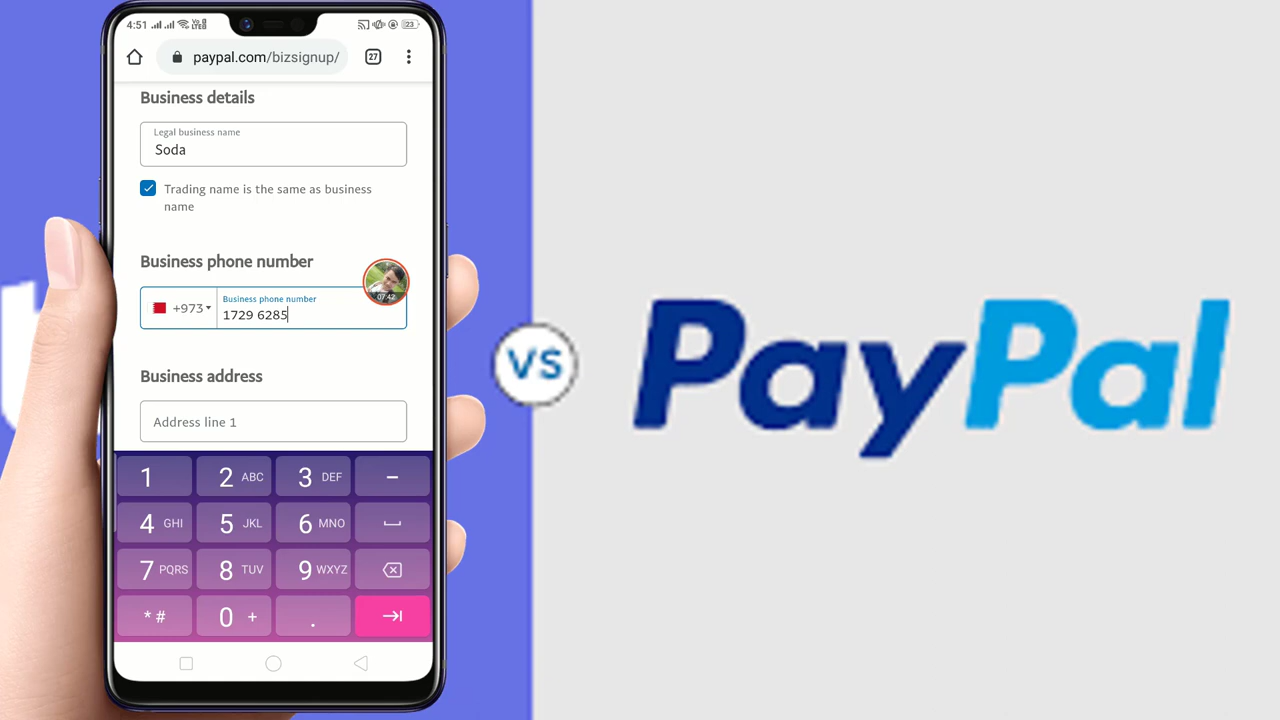 4:51
23
paypal.com/bizsignup/
27
Business details
Legal business name
Soda
Trading name is the same as business
name
Business phone number
07:42
+973
Business phone number
1729 6285
Business address
Address line 1
1
2 ABC
3 DEF
–
4 GHI
5 JKL
6 MNO
7 PQRS
8 TUV
9 WXYZ
* #
0 +
.
VS
PayPal